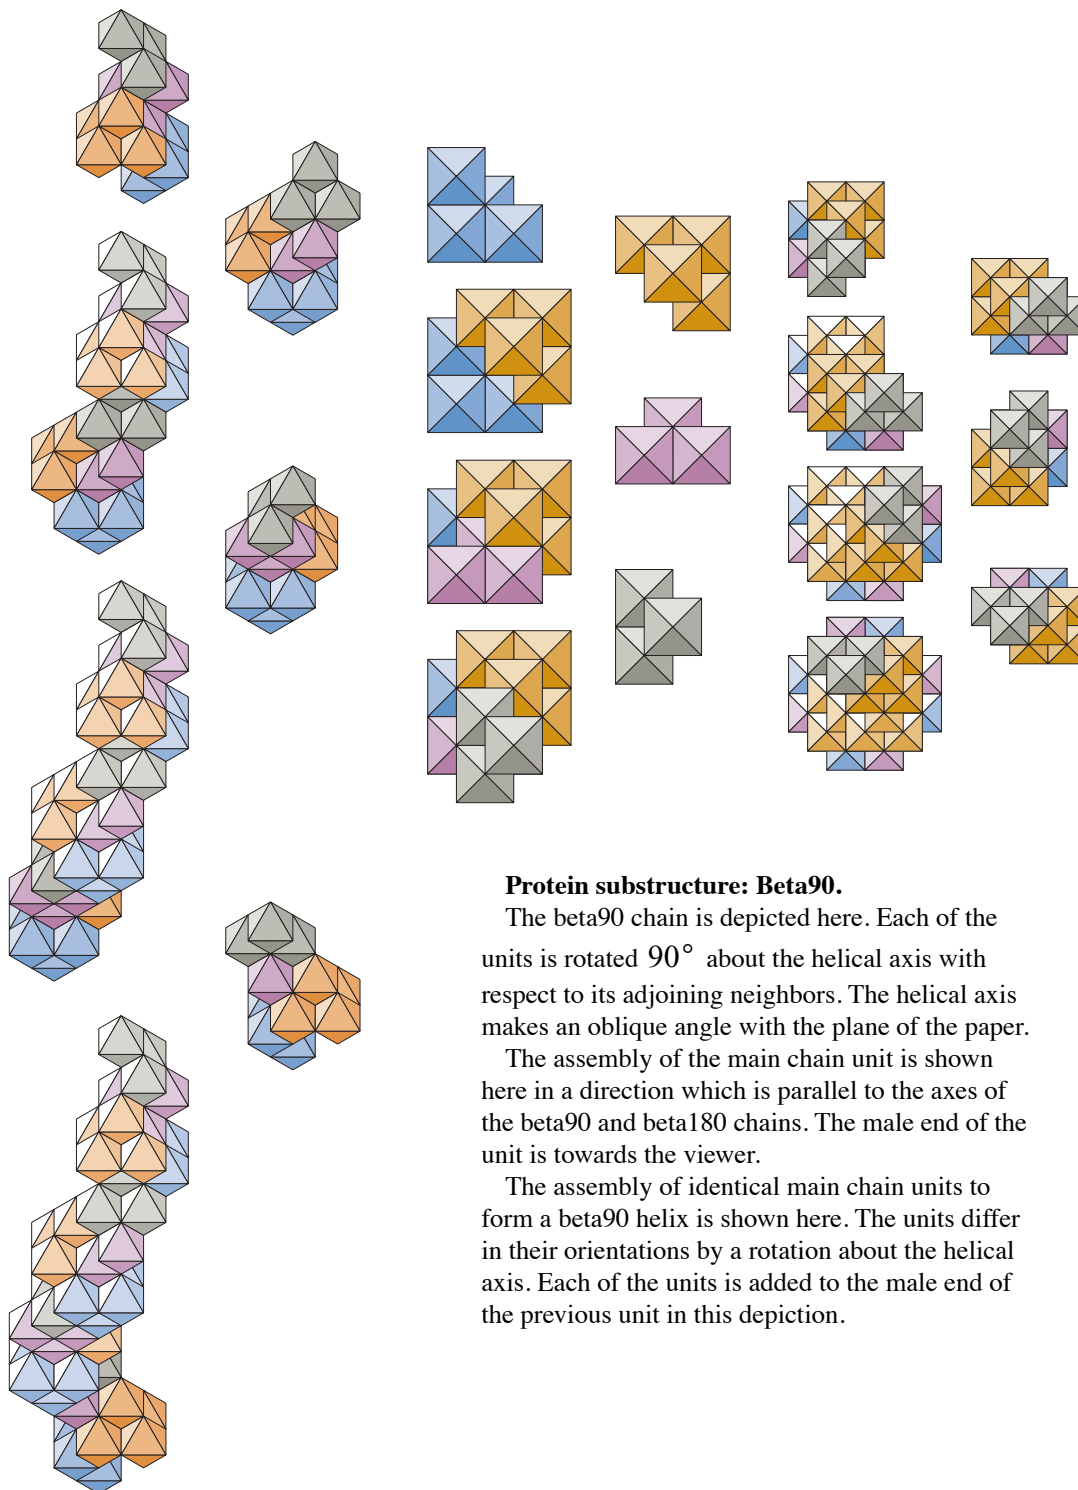 Protein substructure: Beta90.
The beta90 chain is depicted here. Each of the
units is rotated 90° about the helical axis with
respect to its adjoining neighbors. The helical axis
makes an oblique angle with the plane of the paper.
The assembly of the main chain unit is shown
here in a direction which is parallel to the axes of
the beta90 and beta180 chains. The male end of the
unit is towards the viewer.
The assembly of identical main chain units to
form a beta90 helix is shown here. The units differ
in their orientations by a rotation about the helical
axis. Each of the units is added to the male end of
the previous unit in this depiction.